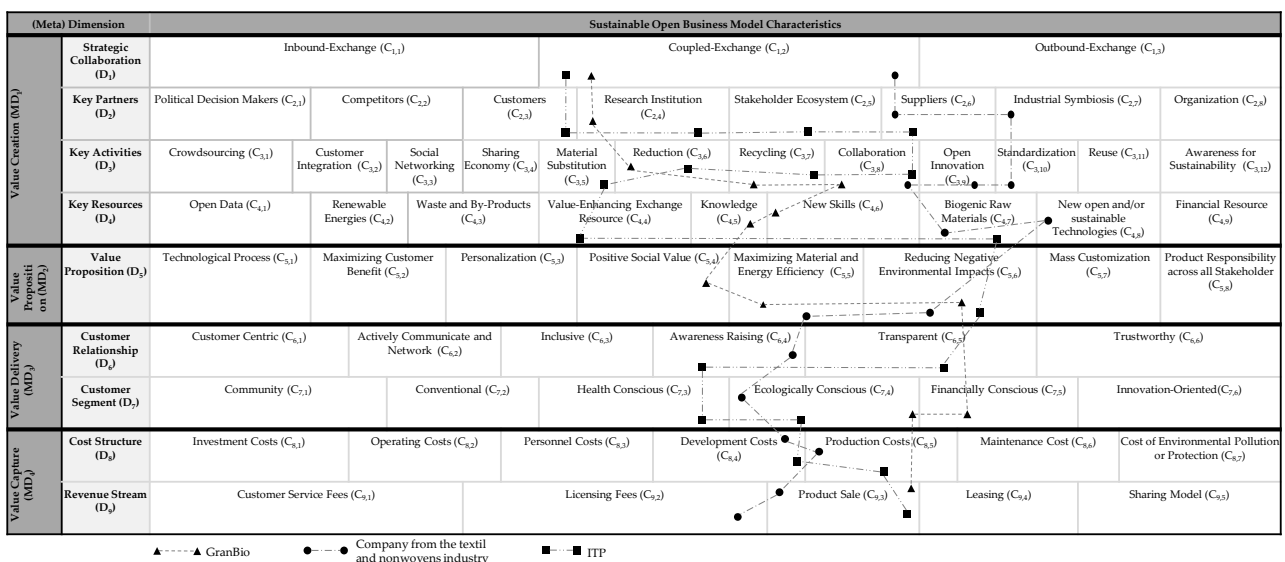 (Meta) Dimension Sustainable Open Business Model Characteristics
Value Creation (MD1)
Strategic Collaboration (D1) Inbound-Exchange (C1,1) Coupled-Exchange (C1,2) Outbound-Exchange (C1,3)
Key Partners (D2) Political Decision Makers (C2,1) Competitors (C2,2) Customers (C2,3) Research Institution (C2,4) Stakeholder Ecosystem (C2,5) Suppliers (C2,6) Industrial Symbiosis (C2,7) Organization (C2,8)
Key Activities (D3) Crowdsourcing (C3,1) Customer Integration (C3,2) Social Networking (C3,3) Sharing Economy (C3,4) Material Substitution (C3,5) Reduction (C3,6) Recycling (C3,7) Collaboration (C3,8) Open Innovation (C3,9) Standardization (C3,10) Reuse (C3,11) Awareness for Sustainability (C3,12)
Key Resources (D4) Open Data (C4,1) Renewable Energies (C4,2) Waste and By-Products (C4,3) Value-Enhancing Exchange Resource (C4,4) Knowledge (C4,5) New Skills (C4,6) Biogenic Raw Materials (C4,7) New open and/or sustainable Technologies (C4,8) Financial Resource (C4,9)
Value Propositi on (MD2)
Value Proposition (D5) Technological Process (C5,1) Maximizing Customer Benefit (C5,2) Personalization (C5,3) Positive Social Value (C5,4) Maximizing Material and Energy Efficiency (C5,5) Reducing Negative Environmental Impacts (C5,6) Mass Customization (C5,7) Product Responsibility across all Stakeholder (C5,8)
Value Delivery (MD3)
Customer Relationship (D6) Customer Centric (C6,1) Actively Communicate and Network (C6,2) Inclusive (C6,3) Awareness Raising (C6,4) Transparent (C6,5) Trustworthy (C6,6)
Customer Segment (D7) Community (C7,1) Conventional (C7,2) Health Conscious (C7,3) Ecologically Conscious (C7,4) Financially Conscious (C7,5) Innovation-Oriented(C7,6)
Value Capture (MD4)
Cost Structure (D8) Investment Costs (C8,1) Operating Costs (C8,2) Personnel Costs (C8,3) Development Costs (C8,4) Production Costs (C8,5) Maintenance Cost (C8,6) Cost of Environmental Pollution or Protection (C8,7)
Revenue Stream (D9) Customer Service Fees (C9,1) Licensing Fees (C9,2) Product Sale (C9,3) Leasing (C9,4) Sharing Model (C9,5)
GranBio
Company from the textil
and nonwovens industry
ITP